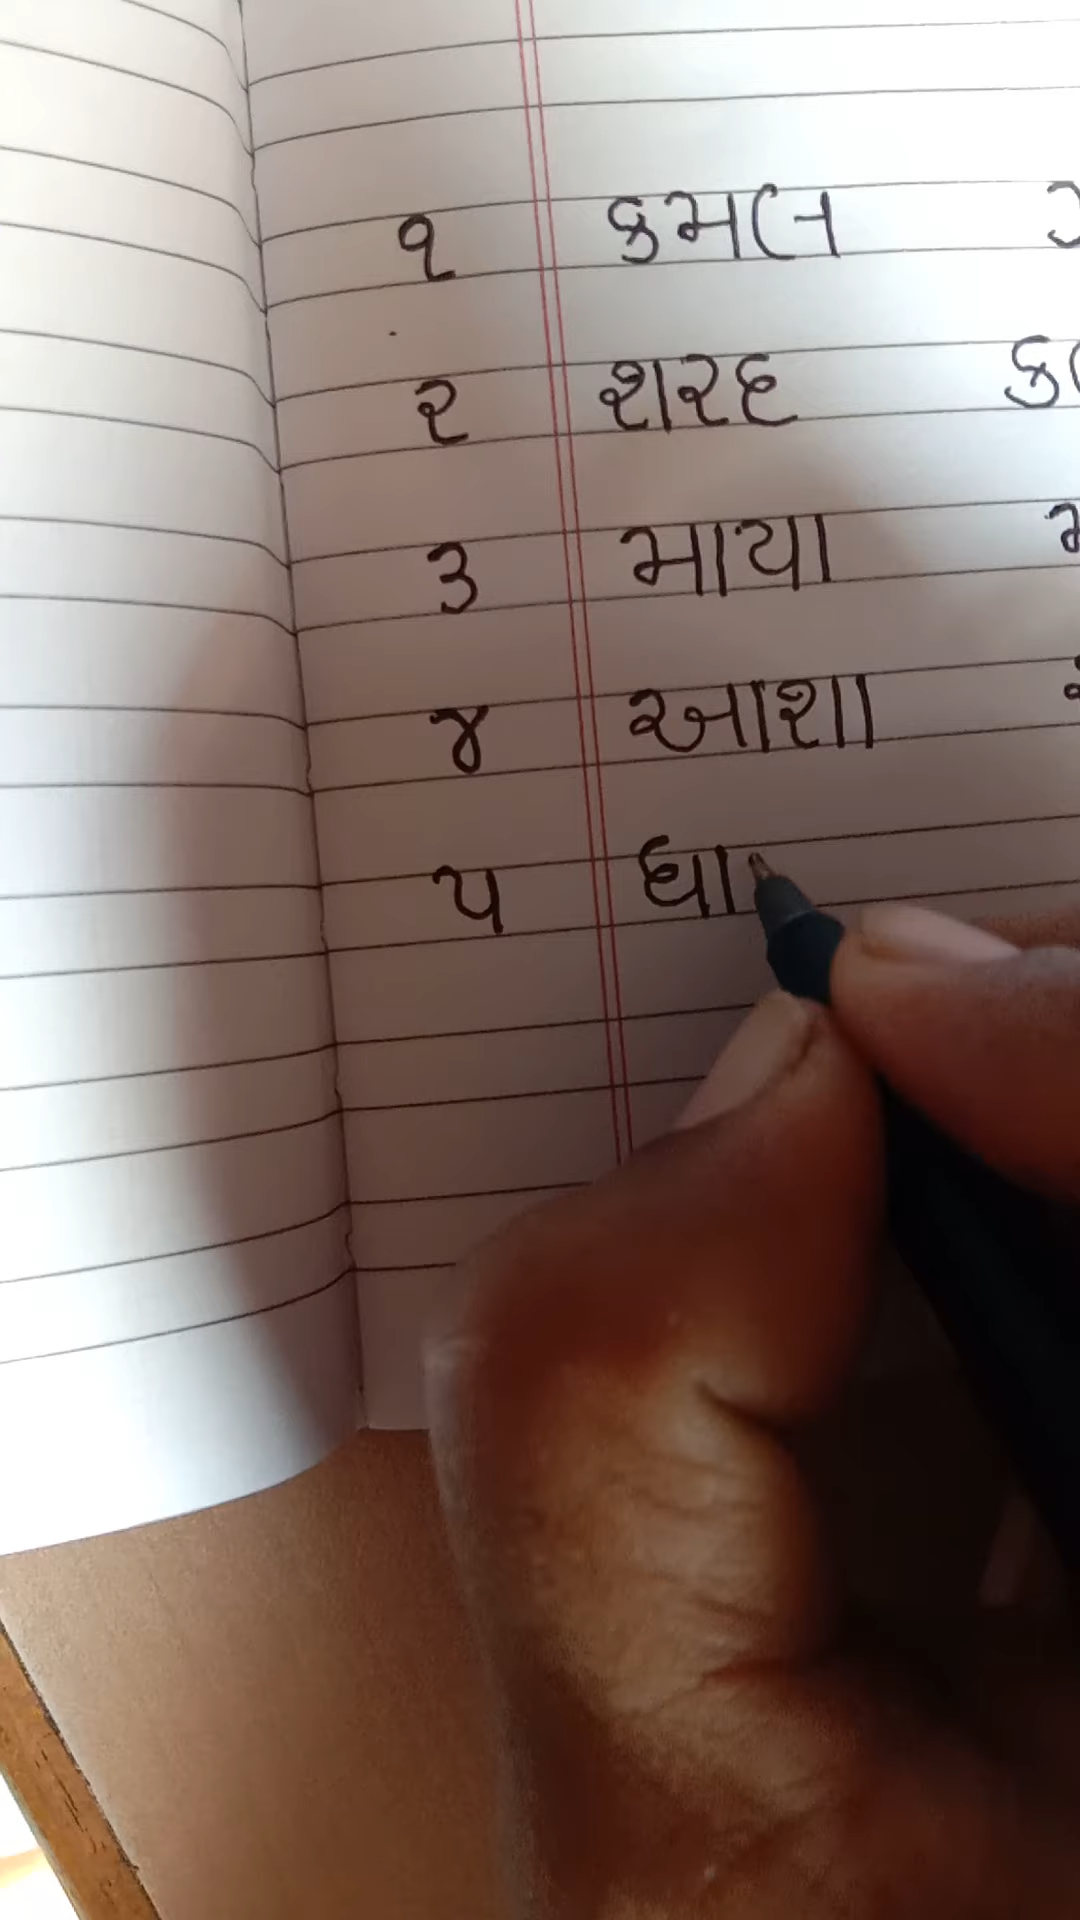 ૧ કમલ
૨ શરદ
૩ માયા
૪ આશા
૫ ઘા